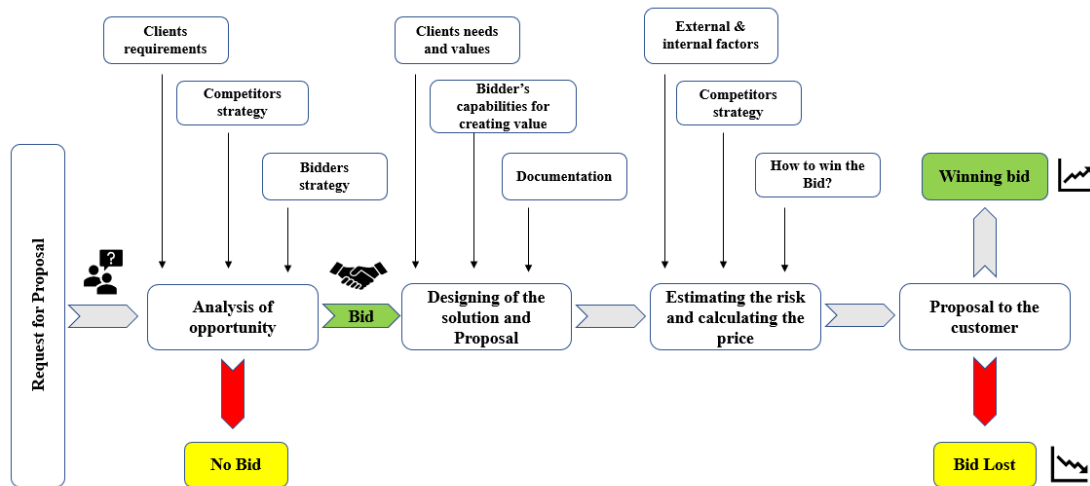 Clients
requirements
Competitors
strategy
Bidders
strategy
Clients needs
and values
Bidder's
capabilities for
creating value
Documentation
External &
internal factors
Competitors
strategy
How to win the
Bid?
Request for Proposal
?
Analysis of
opportunity
Bid
Designing of the
solution and
Proposal
Estimating the risk
and calculating the
price
Proposal to the
customer
Winning bid
No Bid
Bid Lost